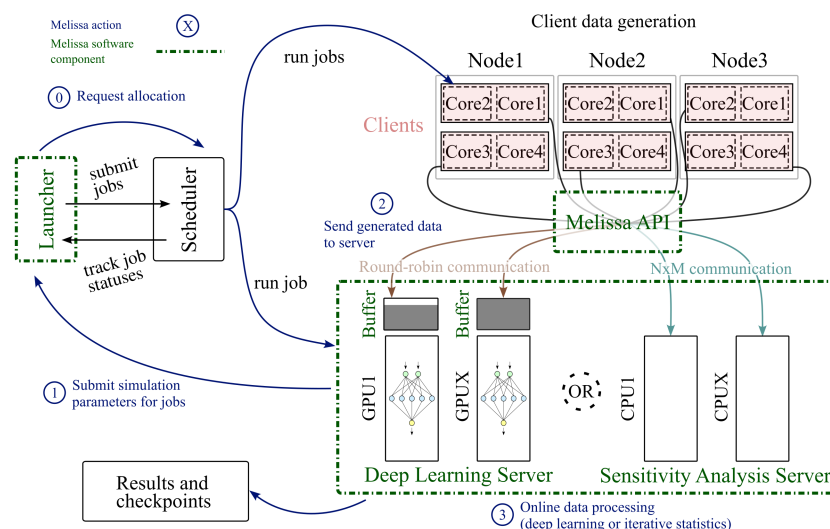 Melissa action
X
Melissa software
component
Client data generation
Node1
Node2
Node3
run jobs
0 Request allocation
Core2 Core1
Core2 Core1
Core2 Core1
Clients
Core3 Core4
Core3 Core4
Core3 Core4
Launcher
submit
jobs
Scheduler
track job
statuses
2
Send generated data
to server
Melissa API
Round-robin communication
NxM communication
run job
Buffer
Buffer
GPU1
GPUX
OR
CPU1
CPUX
1 Submit simulation
parameters for jobs
Deep Learning Server
Sensitivity Analysis Server
Results and
checkpoints
3 Online data processing
(deep learning or iterative statistics)